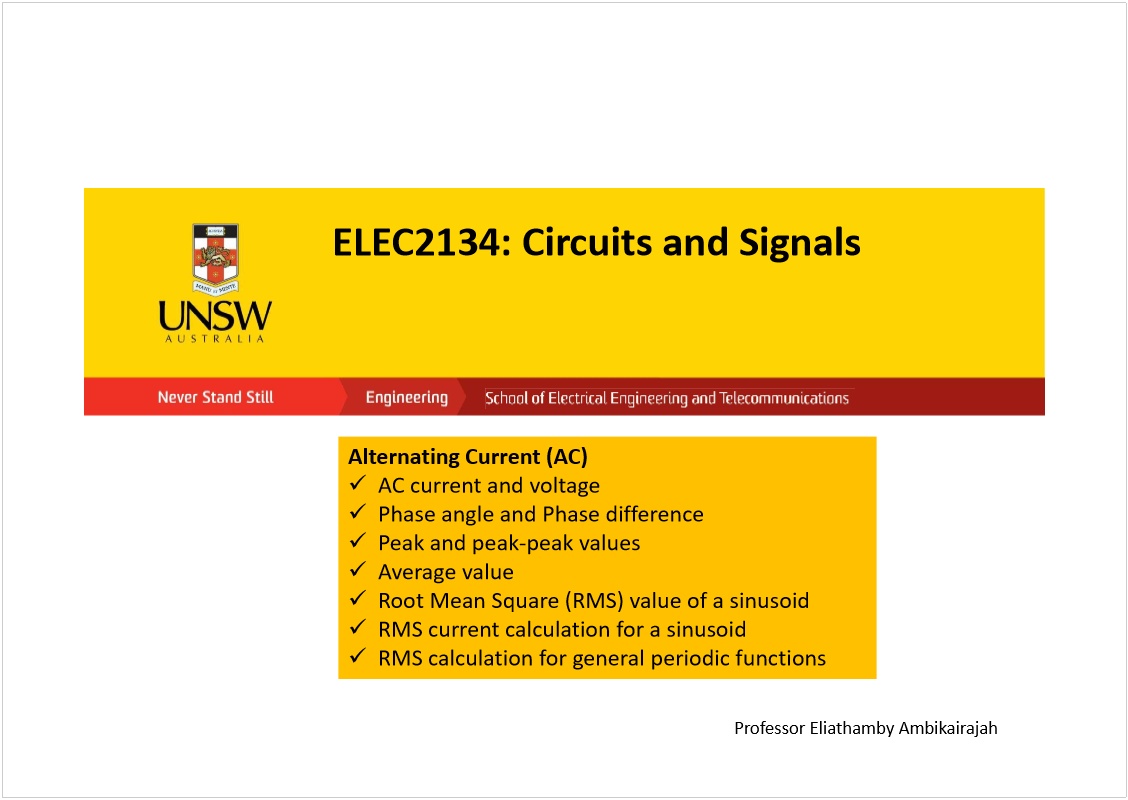 ELEC2134: Circuits and Signals
MANU ET MENTE
UNSW
AUSTRALIA
Never Stand Still
Engineering
School of Electrical Engineering and Telecommunications
Alternating Current (AC)
✓ AC current and voltage
✓ Phase angle and Phase difference
✓ Peak and peak-peak values
✓ Average value
✓ Root Mean Square (RMS) value of a sinusoid
✓ RMS current calculation for a sinusoid
✓ RMS calculation for general periodic functions
Professor Eliathamby Ambikairajah